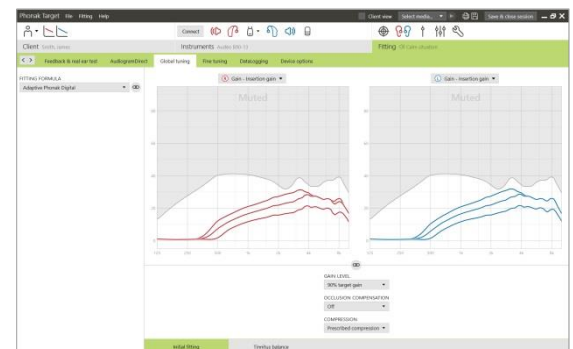 Phonak Target File Fitting Help Client view Select media... Save & close session
Connect
Client Smith, James Instruments Audéo B90-13 Fitting
Feedback & real ear test AudiogramDirect Global tuning Fine tuning Datalogging Device options
FITTING FORMULA
Adaptive Phonak Digital
Gain - insertion gain Gain - insertion gain
Muted Muted
GAIN LEVEL
90% target gain
OCCLUSION COMPENSATION
Off
COMPRESSION
Prescribed compression
Initial fitting Tinnitus balance